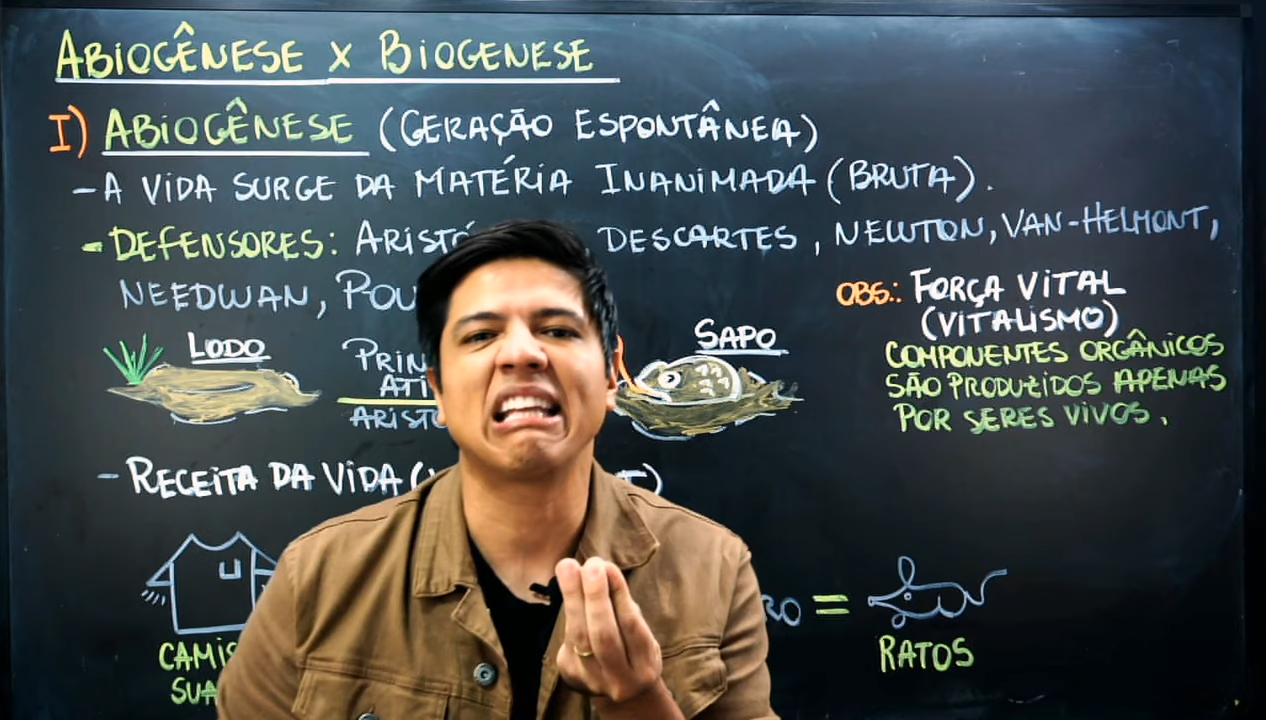 ABIOGÊNESE X BIOGENESE
I) ABIOGÊNESE (GERAÇÃO ESPONTÂNEIA)
- A VIDA SURGE DA MATÉRIA INANIMADA (BRUTA).
- DEFENSORES: DESCARTES, NEWTON, VAN-HELMONT,
NEEDWAN,
OBS.: FORÇA VITAL
(VITALISMO)
COMPONENTES ORGÂNICOS
SÃO PRODUZIDOS APENAS
POR SERES VIVOS.
LODO
SAPO
- RECEITA DA VIDA (
=
RATOS